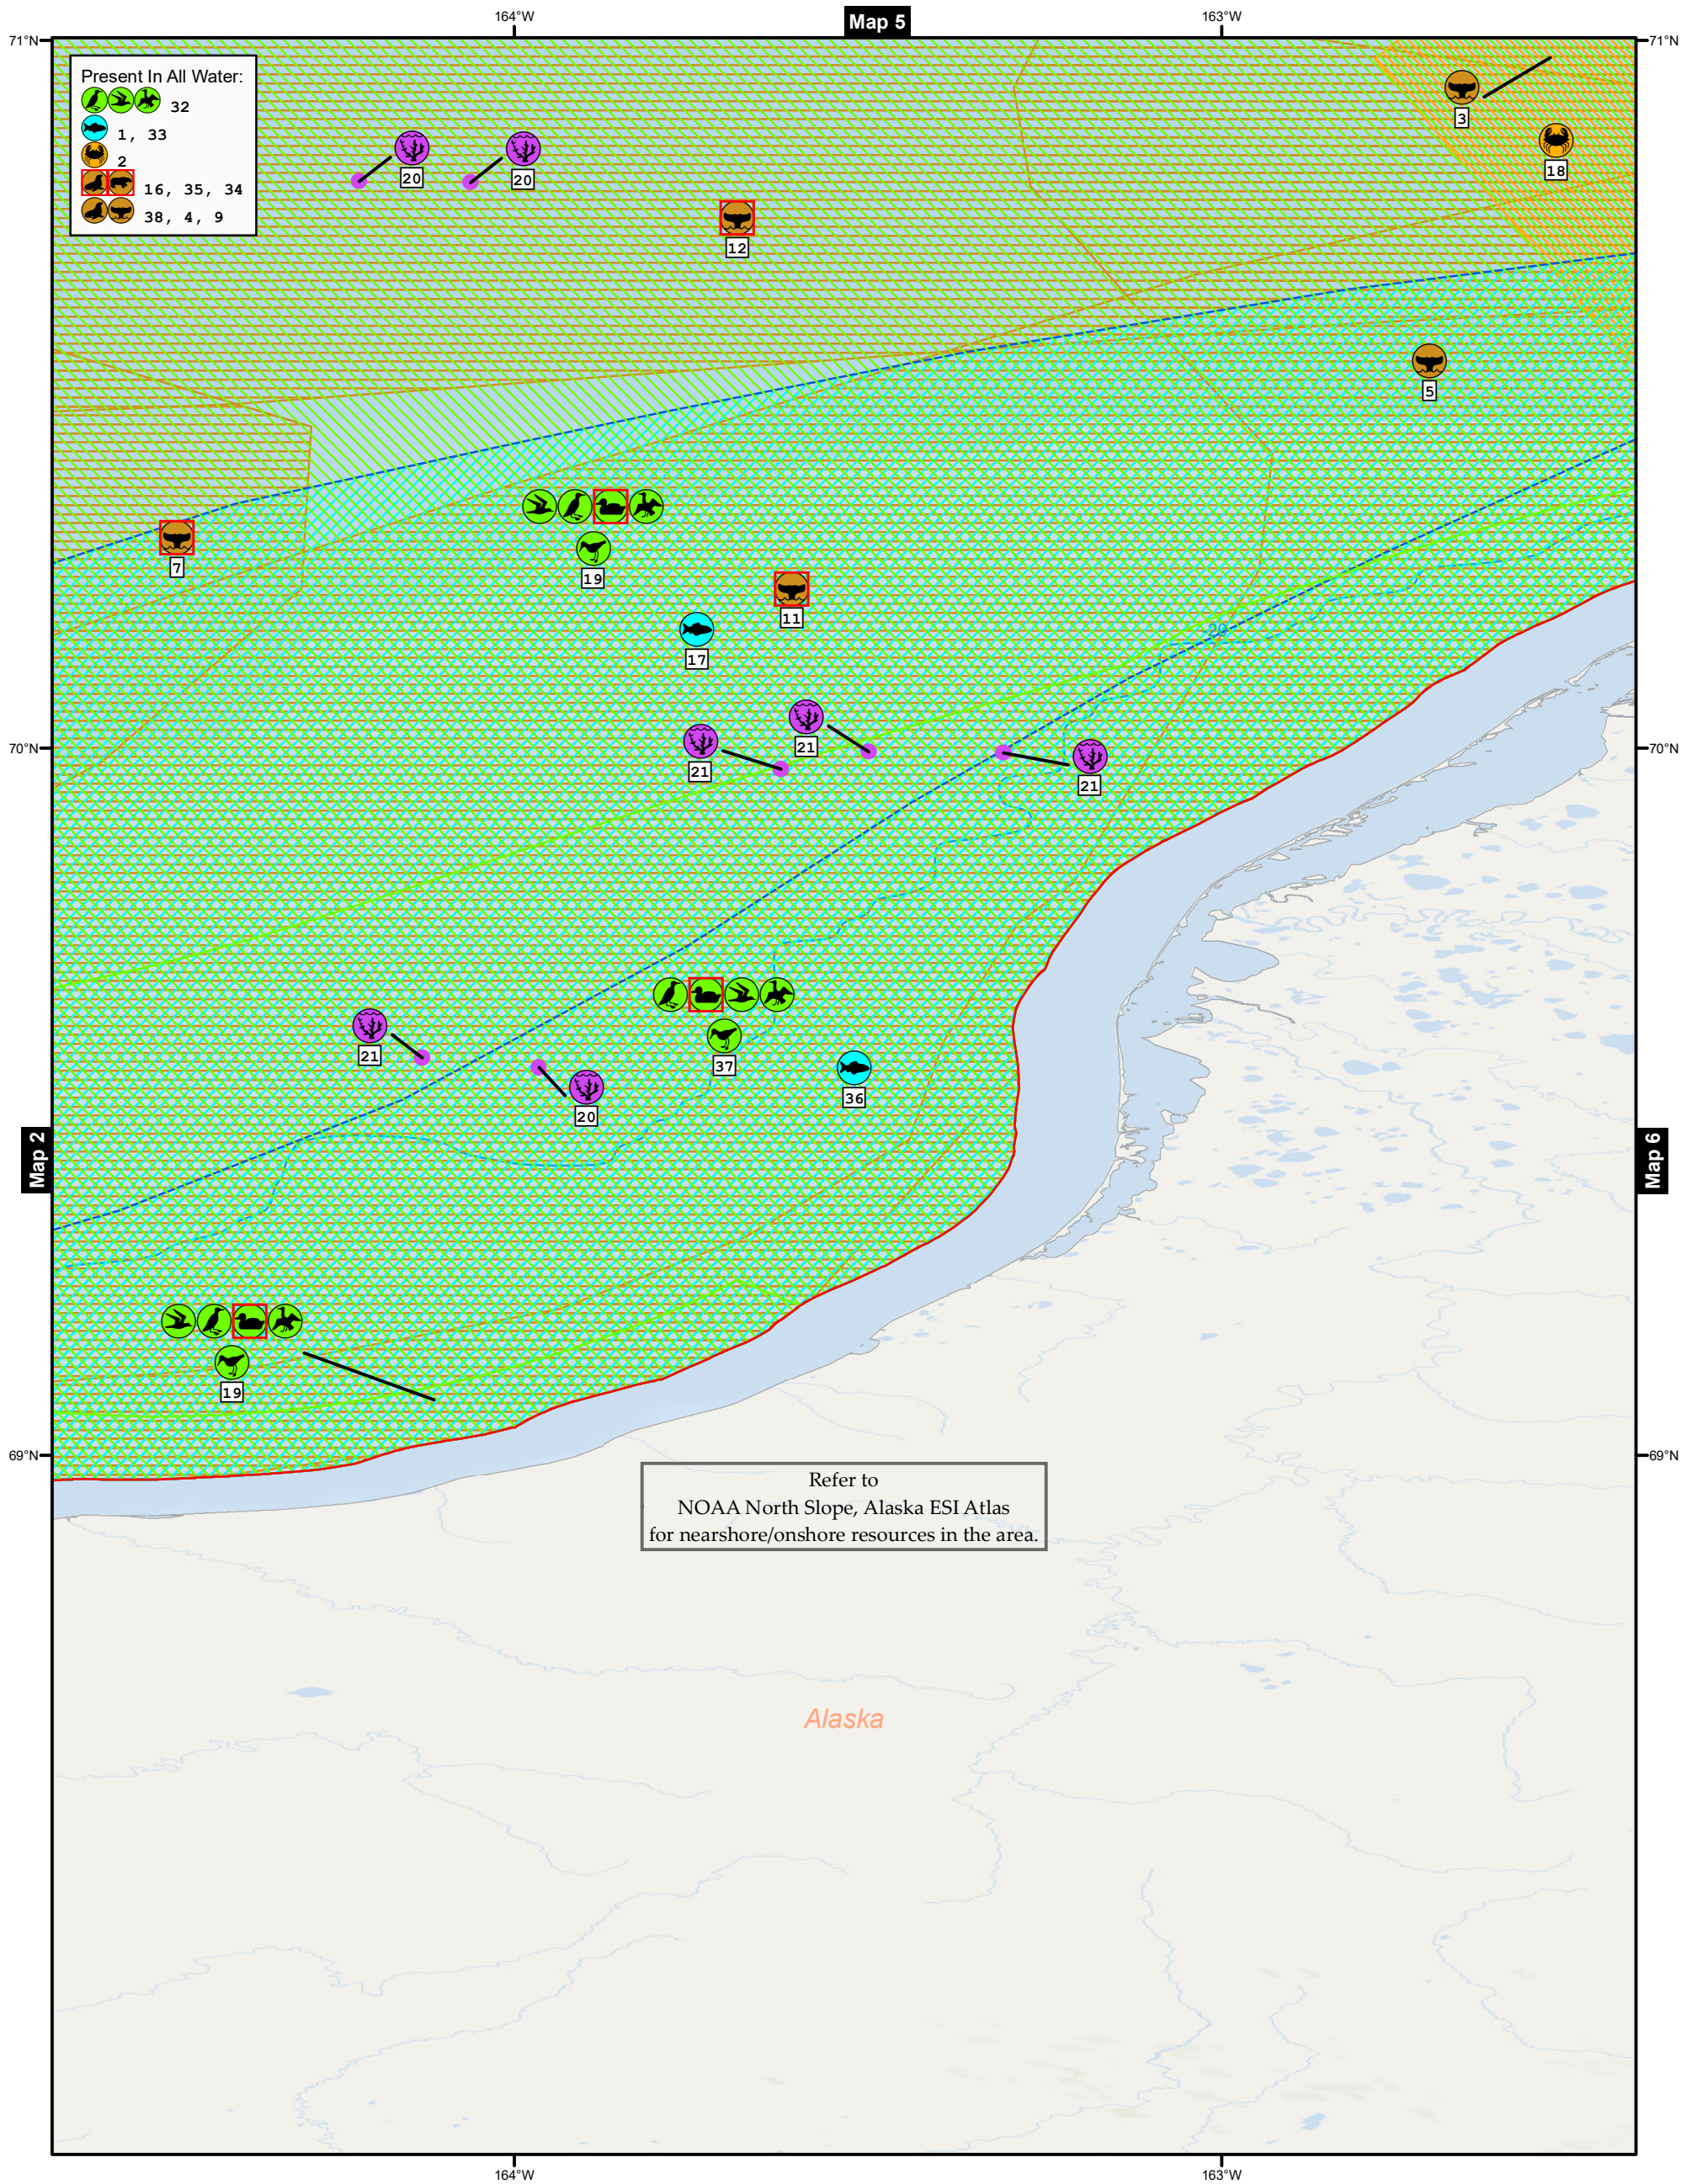 164°W
Map 5
163°W
71°N
71°N
Present In All Water:
32
1, 33
2
16, 35, 34
38, 4, 9
3
18
20
20
12
5
7
19
11
17
20
21
21
21
70°N
70°N
37
21
36
20
Map 2
Map 6
19
69°N
69°N
Refer to
NOAA North Slope, Alaska ESI Atlas
for nearshore/onshore resources in the area.
Alaska
164°W
163°W